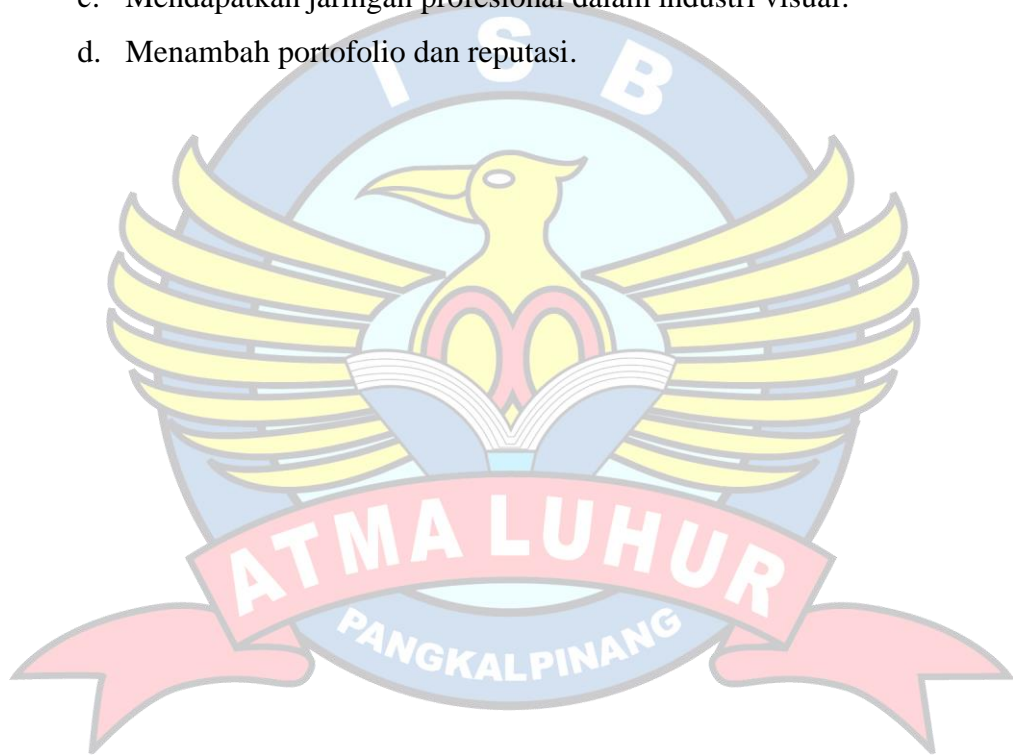 c. Mendapatkan jaringan profesional dalam industri visual.
d. Menambah portofolio dan reputasi.
I S B
ATMA LUHUR
PANGKALPINANG